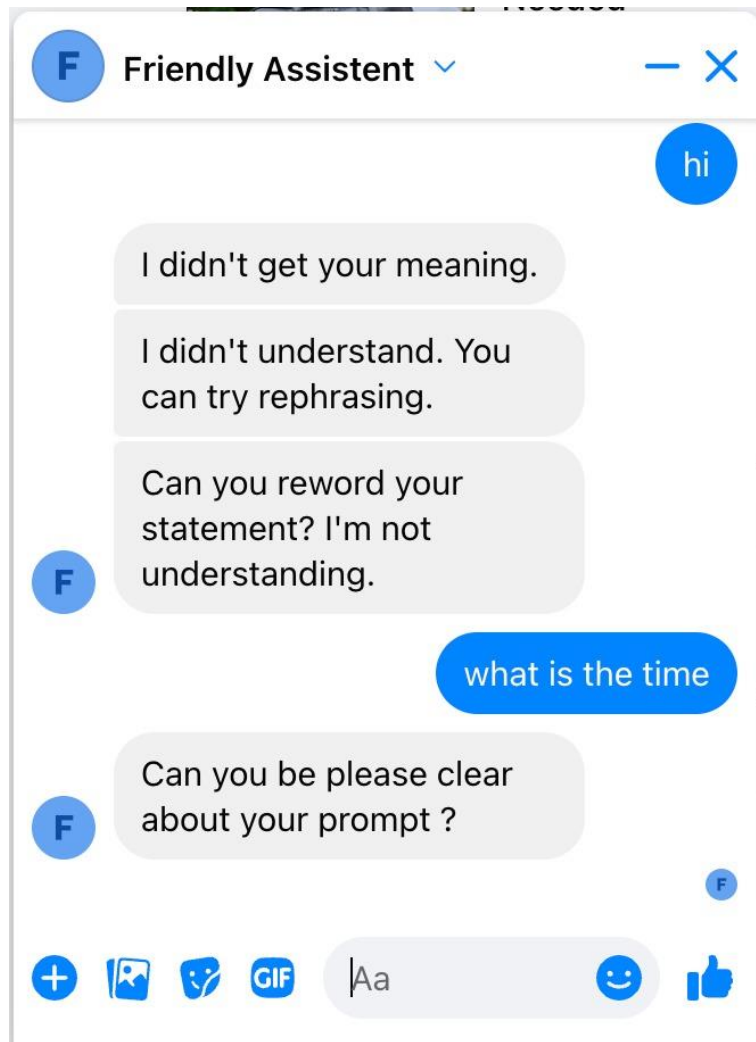 F
Friendly Assistent
hi
I didn't get your meaning.
I didn't understand. You
can try rephrasing.
Can you reword your
statement? I'm not
understanding.
F
what is the time
Can you be please clear
about your prompt ?
F
F
GIF
Aa